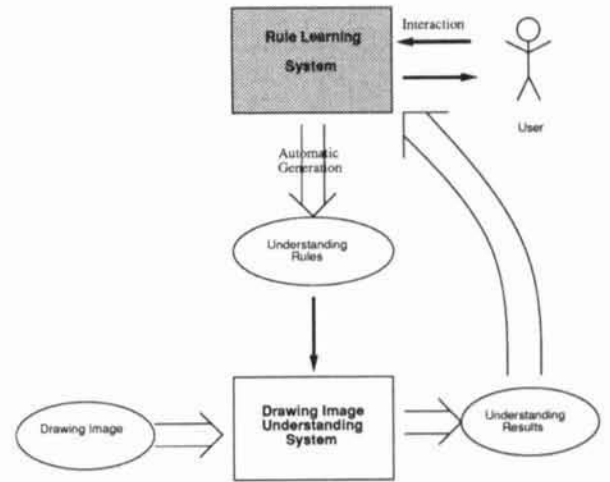 Rule Learning
System
Interaction
User
Automatic
Generation
Understanding
Rules
Drawing Image
Drawing Image
Understanding
System
Understanding
Results